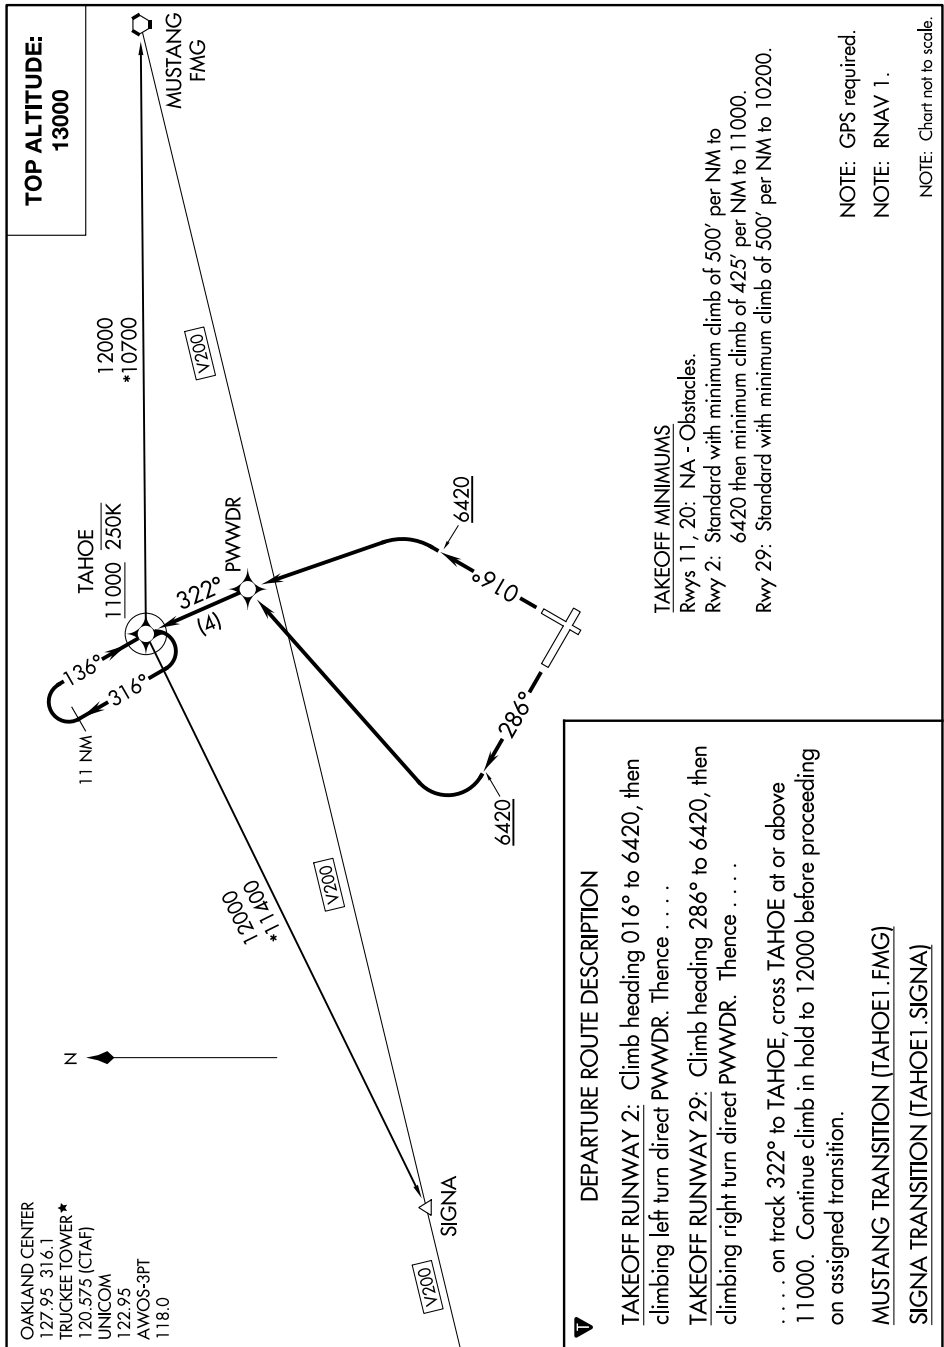 OAKLAND CENTER
127.95 316.1
TRUCKEE TOWER★
120.575 (CTAF)
UNICOM
122.95
AWOS-3PT
118.0
N
TOP ALTITUDE:
13000
11 NM
136°
316°
TAHOE
11000 250K
12000
*10700
MUSTANG
FMG
322°
(4)
PWWDR
V200
12000
*11400
V200
V200
SIGNA
6420
286°
016°
6420
TAKEOFF MINIMUMS
Rwys 11, 20: NA - Obstacles.
Rwy 2: Standard with minimum climb of 500' per NM to
6420 then minimum climb of 425' per NM to 11000.
Rwy 29: Standard with minimum climb of 500' per NM to 10200.
NOTE: GPS required.
NOTE: RNAV 1.
NOTE: Chart not to scale.
T
DEPARTURE ROUTE DESCRIPTION
TAKEOFF RUNWAY 2: Climb heading 016° to 6420, then
climbing left turn direct PWWDR. Thence . . . .
TAKEOFF RUNWAY 29: Climb heading 286° to 6420, then
climbing right turn direct PWWDR. Thence . . . .
. . . . on track 322° to TAHOE, cross TAHOE at or above
11000. Continue climb in hold to 12000 before proceeding
on assigned transition.
MUSTANG TRANSITION (TAHOE1.FMG)
SIGNA TRANSITION (TAHOE1.SIGNA)